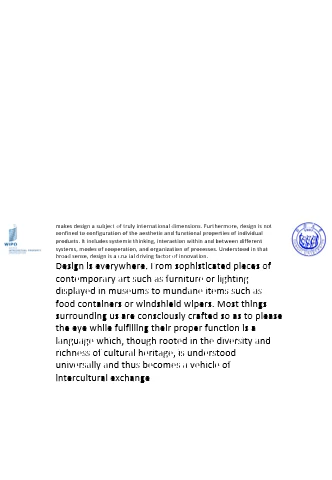 makes design a subject of truly international dimensions. Furthermore, design is not
confined to configuration of the aesthetic and functional properties of individual
products. It includes systemic thinking, interaction within and between different
systems, modes of cooperation, and organization of processes. Understood in that
broad sense, design is a crucial driving factor of innovation.
Design is everywhere. From sophisticated pieces of
contemporary art such as furniture or lighting
displayed in museums to mundane items such as
food containers or windshield wipers. Most things
surrounding us are consciously crafted so as to please
the eye while fulfilling their proper function is a
language which, though rooted in the diversity and
richness of cultural heritage, is understood
universally and thus becomes a vehicle of
intercultural exchange
WIPO